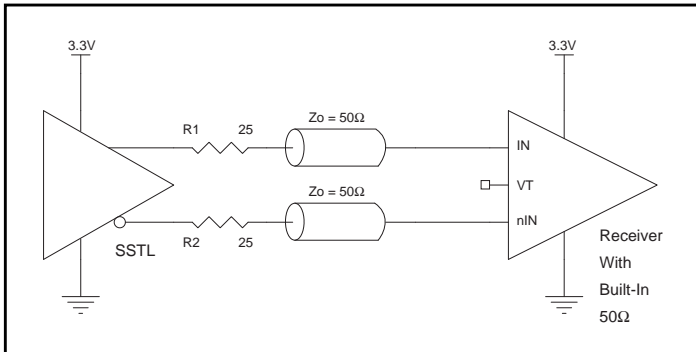 3.3V
3.3V
R1 25
Zo = 50Ω
IN
VT
Zo = 50Ω
nIN
R2 25
SSTL
Receiver
With
Built-In
50Ω